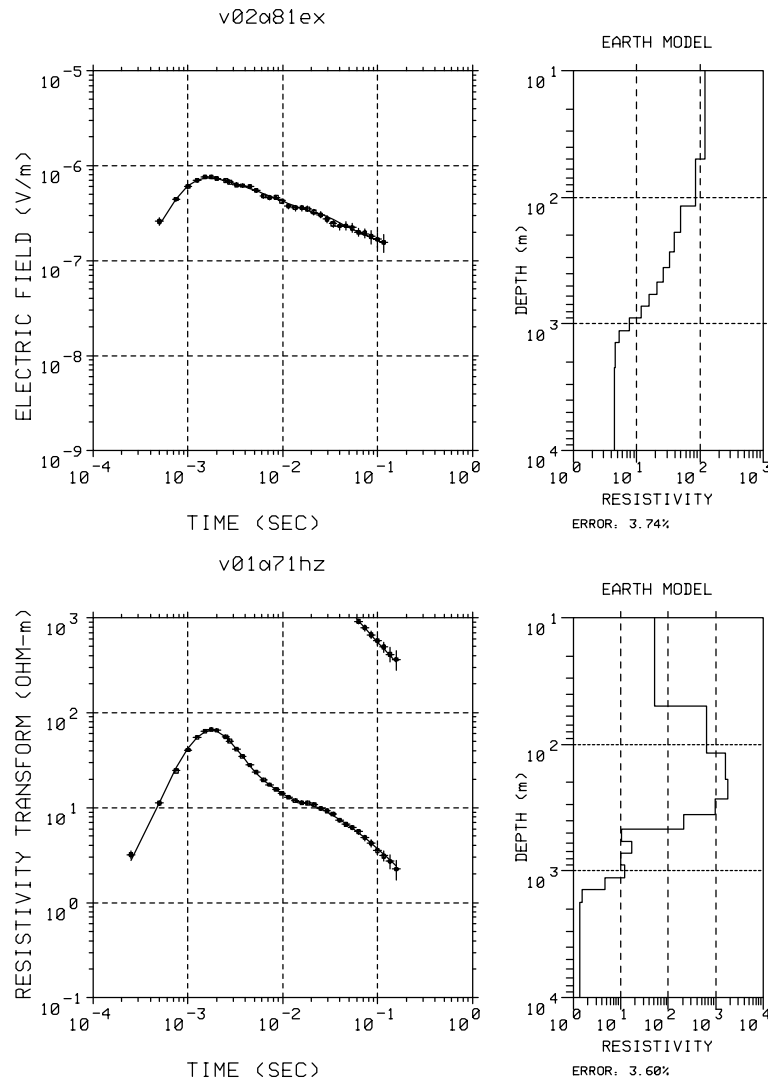 v02a81ex
EARTH MODEL
ELECTRIC FIELD (V/m)
10^-5
10^-6
10^-7
10^-8
10^-9
10^-4 10^-3 10^-2 10^-1 10^0
TIME (SEC)
DEPTH (m)
10^1
10^2
10^3
10^4
10^0 10^1 10^2 10^3
RESISTIVITY
ERROR: 3.74%
v01a71hz
EARTH MODEL
RESISTIVITY TRANSFORM (OHM-m)
10^3
10^2
10^1
10^0
10^-1
10^-4 10^-3 10^-2 10^-1 10^0
TIME (SEC)
DEPTH (m)
10^1
10^2
10^3
10^4
10^0 10^1 10^2 10^3 10^4
RESISTIVITY
ERROR: 3.60%